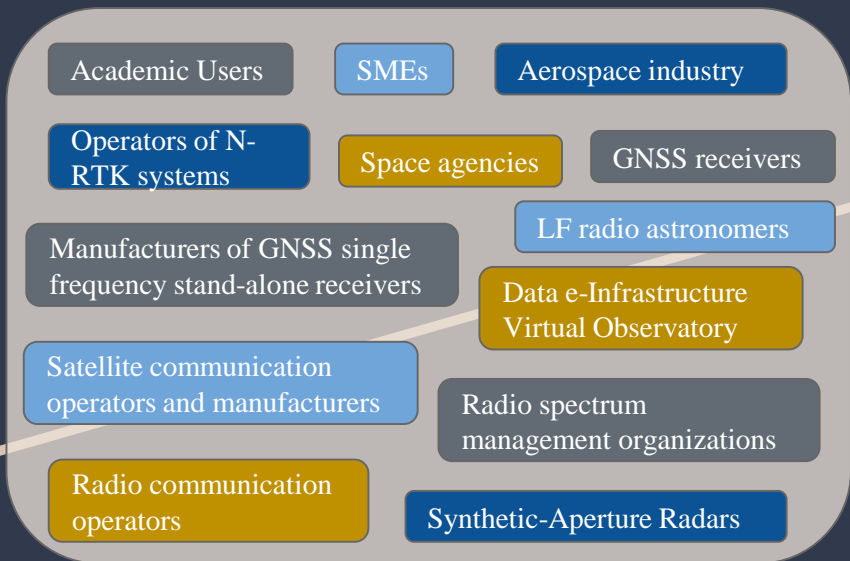 Academic Users
SMEs
Aerospace industry
Operators of N-
RTK systems
Space agencies
GNSS receivers
LF radio astronomers
Manufacturers of GNSS single
frequency stand-alone receivers
Data e-Infrastructure
Virtual Observatory
Satellite communication
operators and manufacturers
Radio spectrum
management organizations
Radio communication
operators
Synthetic-Aperture Radars